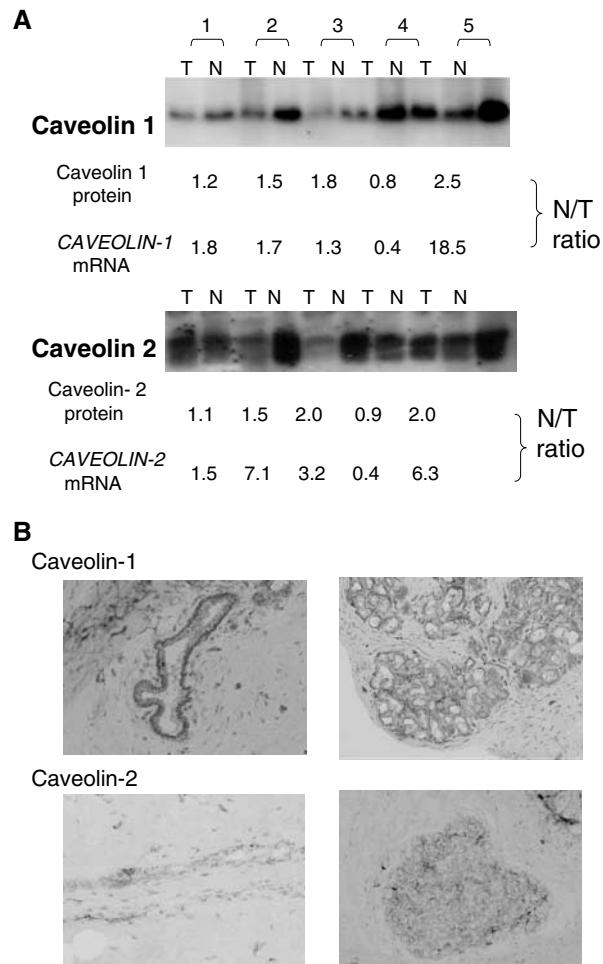 A
1 2 3 4 5
T N T N T N T N T N
Caveolin 1
Caveolin 1
protein
1.2 1.5 1.8 0.8 2.5
CAVEOLIN-1
mRNA
1.8 1.7 1.3 0.4 18.5
N/T
ratio
T N T N T N T N T N
Caveolin 2
Caveolin- 2
protein
1.1 1.5 2.0 0.9 2.0
CAVEOLIN-2
mRNA
1.5 7.1 3.2 0.4 6.3
N/T
ratio
B
Caveolin-1
Caveolin-2